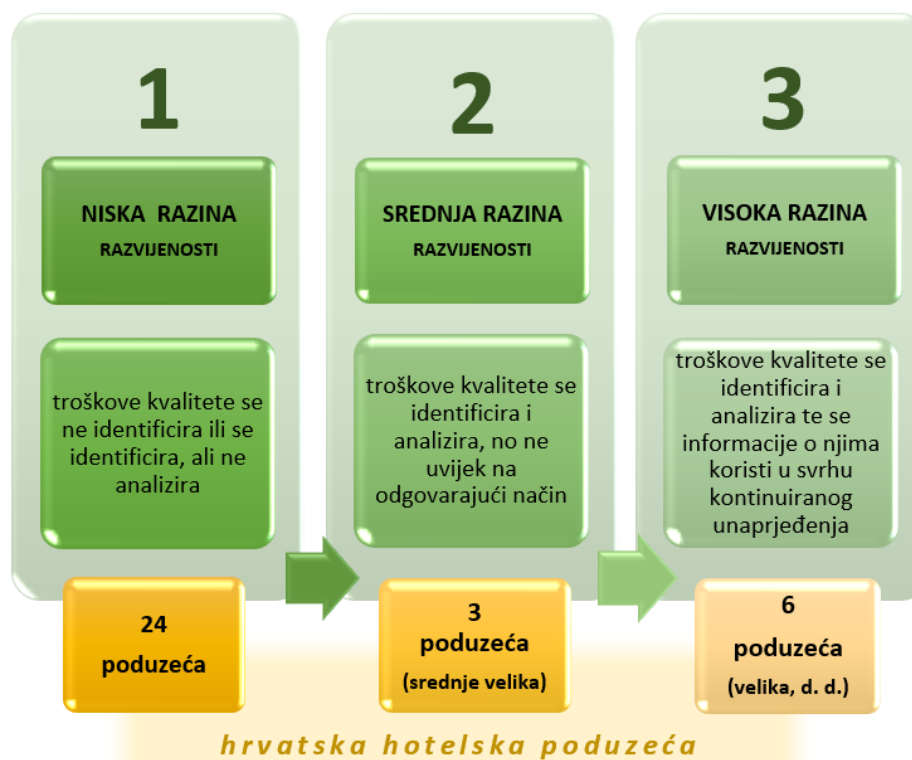 1
NISKA RAZINA
RAZVIJENOSTI
troškove kvalitete se
ne identificira ili se
identificira, ali ne
analizira
24
poduzeća
2
SREDNJA RAZINA
RAZVIJENOSTI
troškove kvalitete se
identificira i
analizira, no ne
uvijek na
odgovarajući način
3
poduzeća
(srednje velika)
3
VISOKA RAZINA
RAZVIJENOSTI
troškove kvalitete se
identificira i
analizira te se
informacije o njima
koristi u svrhu
kontinuiranog
unaprjeđenja
6
poduzeća
(velika, d. d.)
hrvatska hotelska poduzeća